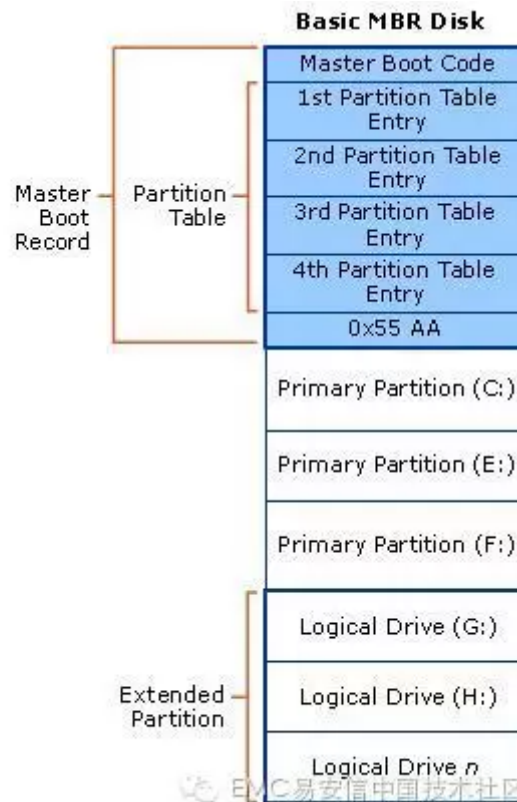 Basic MBR Disk
Master Boot Code
1st Partition Table
Entry
2nd Partition Table
Entry
3rd Partition Table
Entry
4th Partition Table
Entry
0x55 AA
Master
Boot
Record
Partition
Table
Primary Partition (C:)
Primary Partition (E:)
Primary Partition (F:)
Logical Drive (G:)
Logical Drive (H:)
Logical Drive n
Extended
Partition
EMC易安信中国技术社区